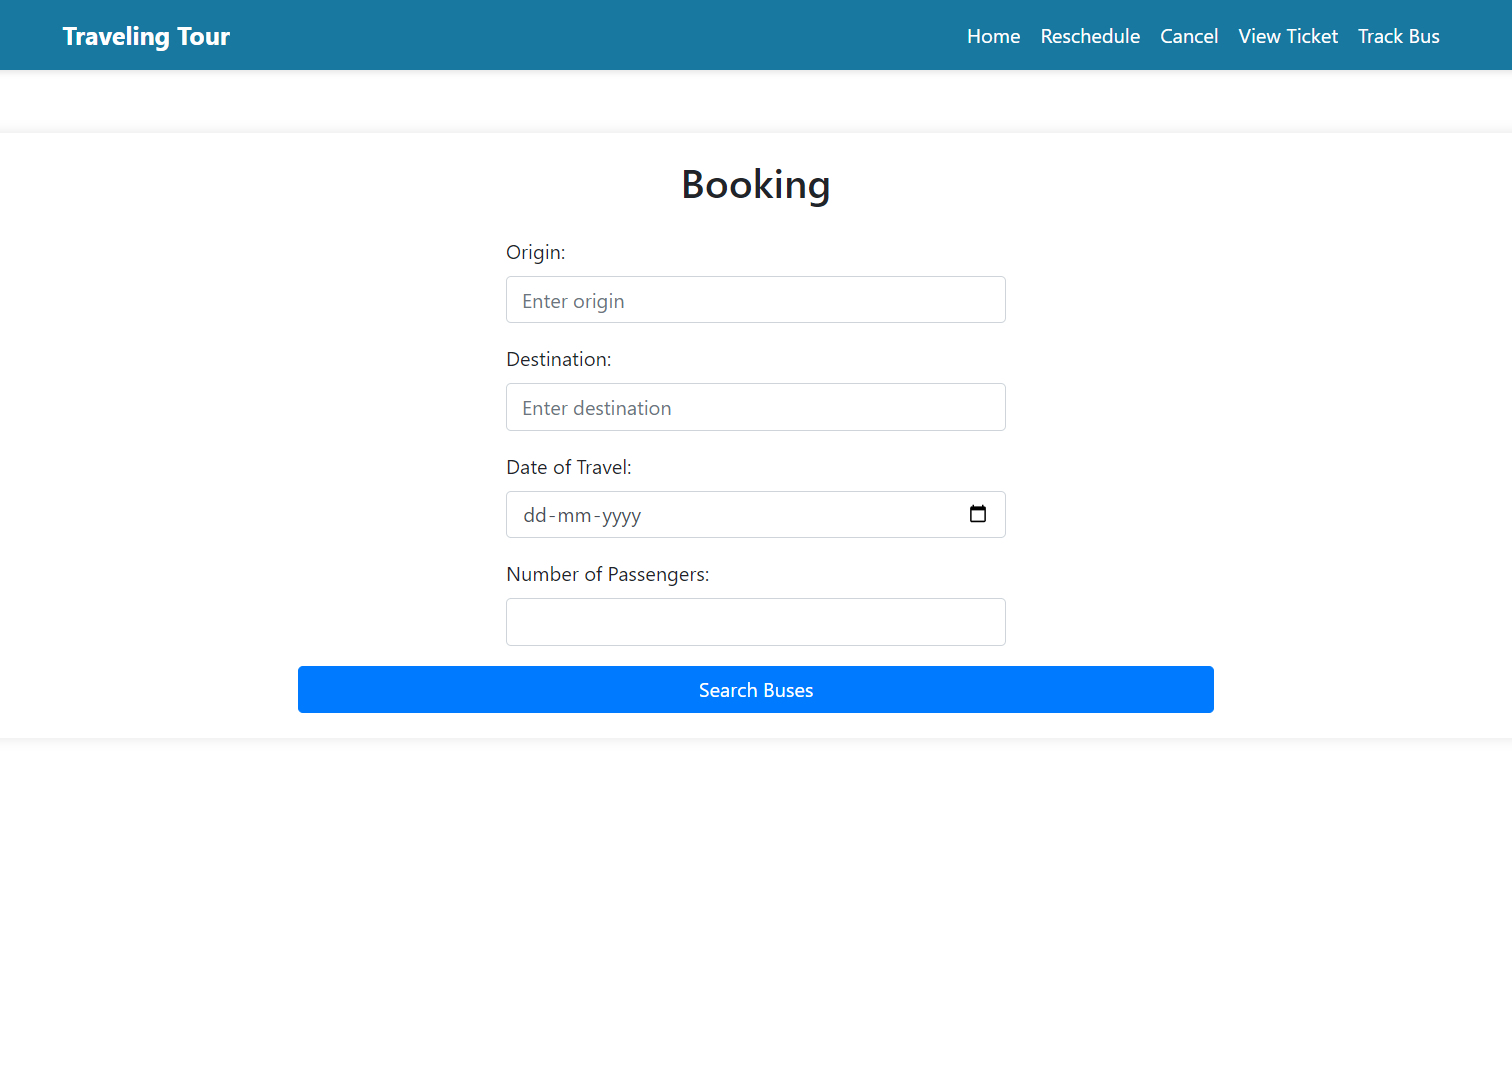 Traveling Tour Home Reschedule Cancel View Ticket Track Bus
Booking
Origin:
Enter origin
Destination:
Enter destination
Date of Travel:
dd-mm-yyyy
Number of Passengers:
Search Buses